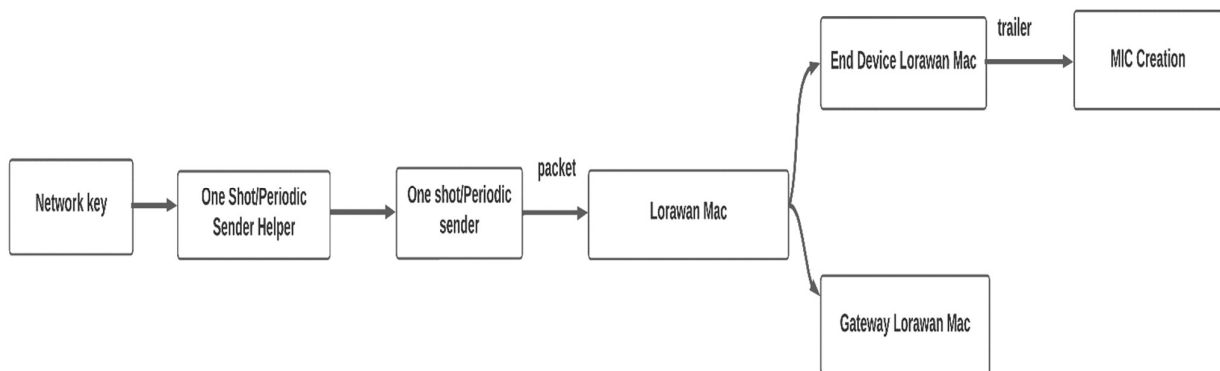 Network key
One Shot/Periodic
Sender Helper
One shot/Periodic
sender
packet
Lorawan Mac
End Device Lorawan Mac
trailer
MIC Creation
Gateway Lorawan Mac